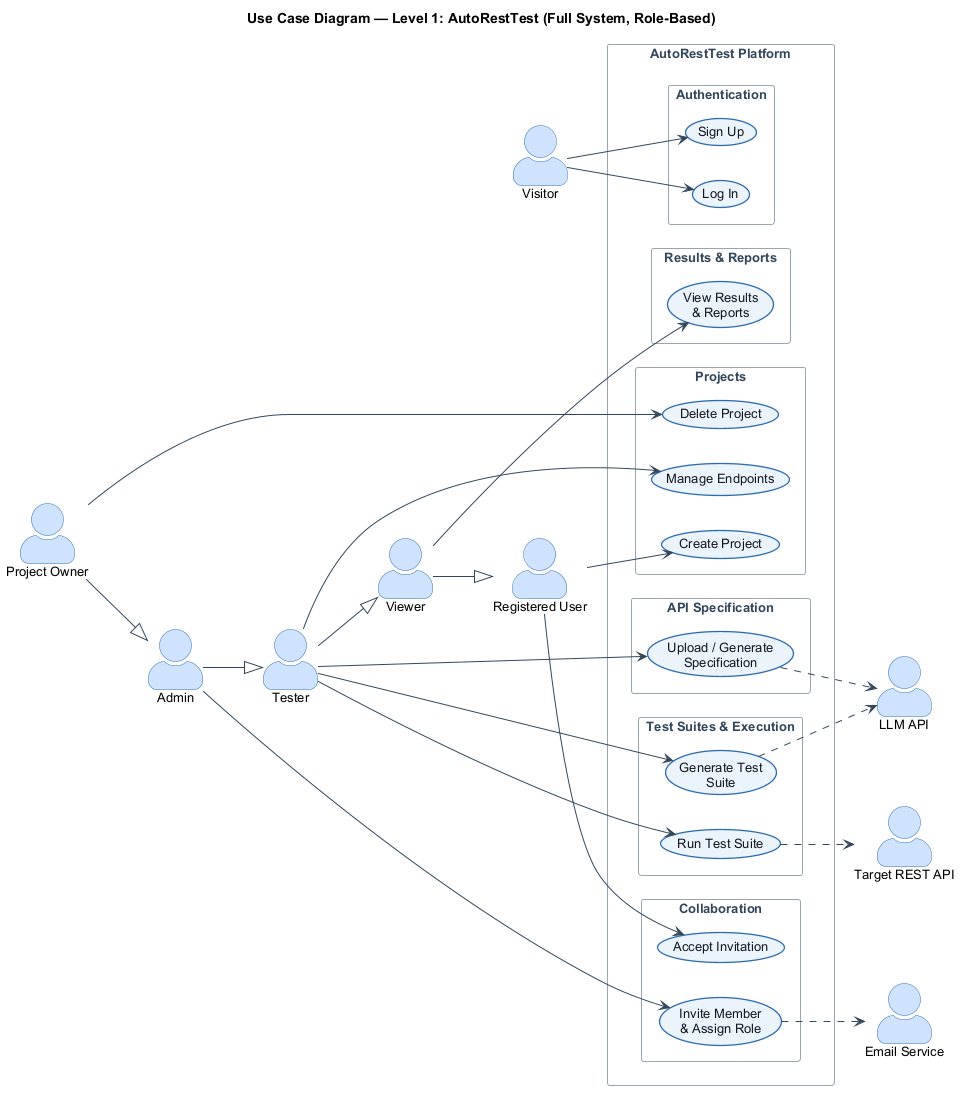 Use Case Diagram — Level 1: AutoRestTest (Full System, Role-Based)
AutoRestTest Platform
Authentication
Sign Up
Log In
Visitor
Results & Reports
View Results
& Reports
Projects
Delete Project
Manage Endpoints
Create Project
Project Owner
Viewer
Registered User
Admin
Tester
API Specification
Upload / Generate
Specification
LLM API
Test Suites & Execution
Generate Test
Suite
Run Test Suite
Target REST API
Collaboration
Accept Invitation
Invite Member
& Assign Role
Email Service